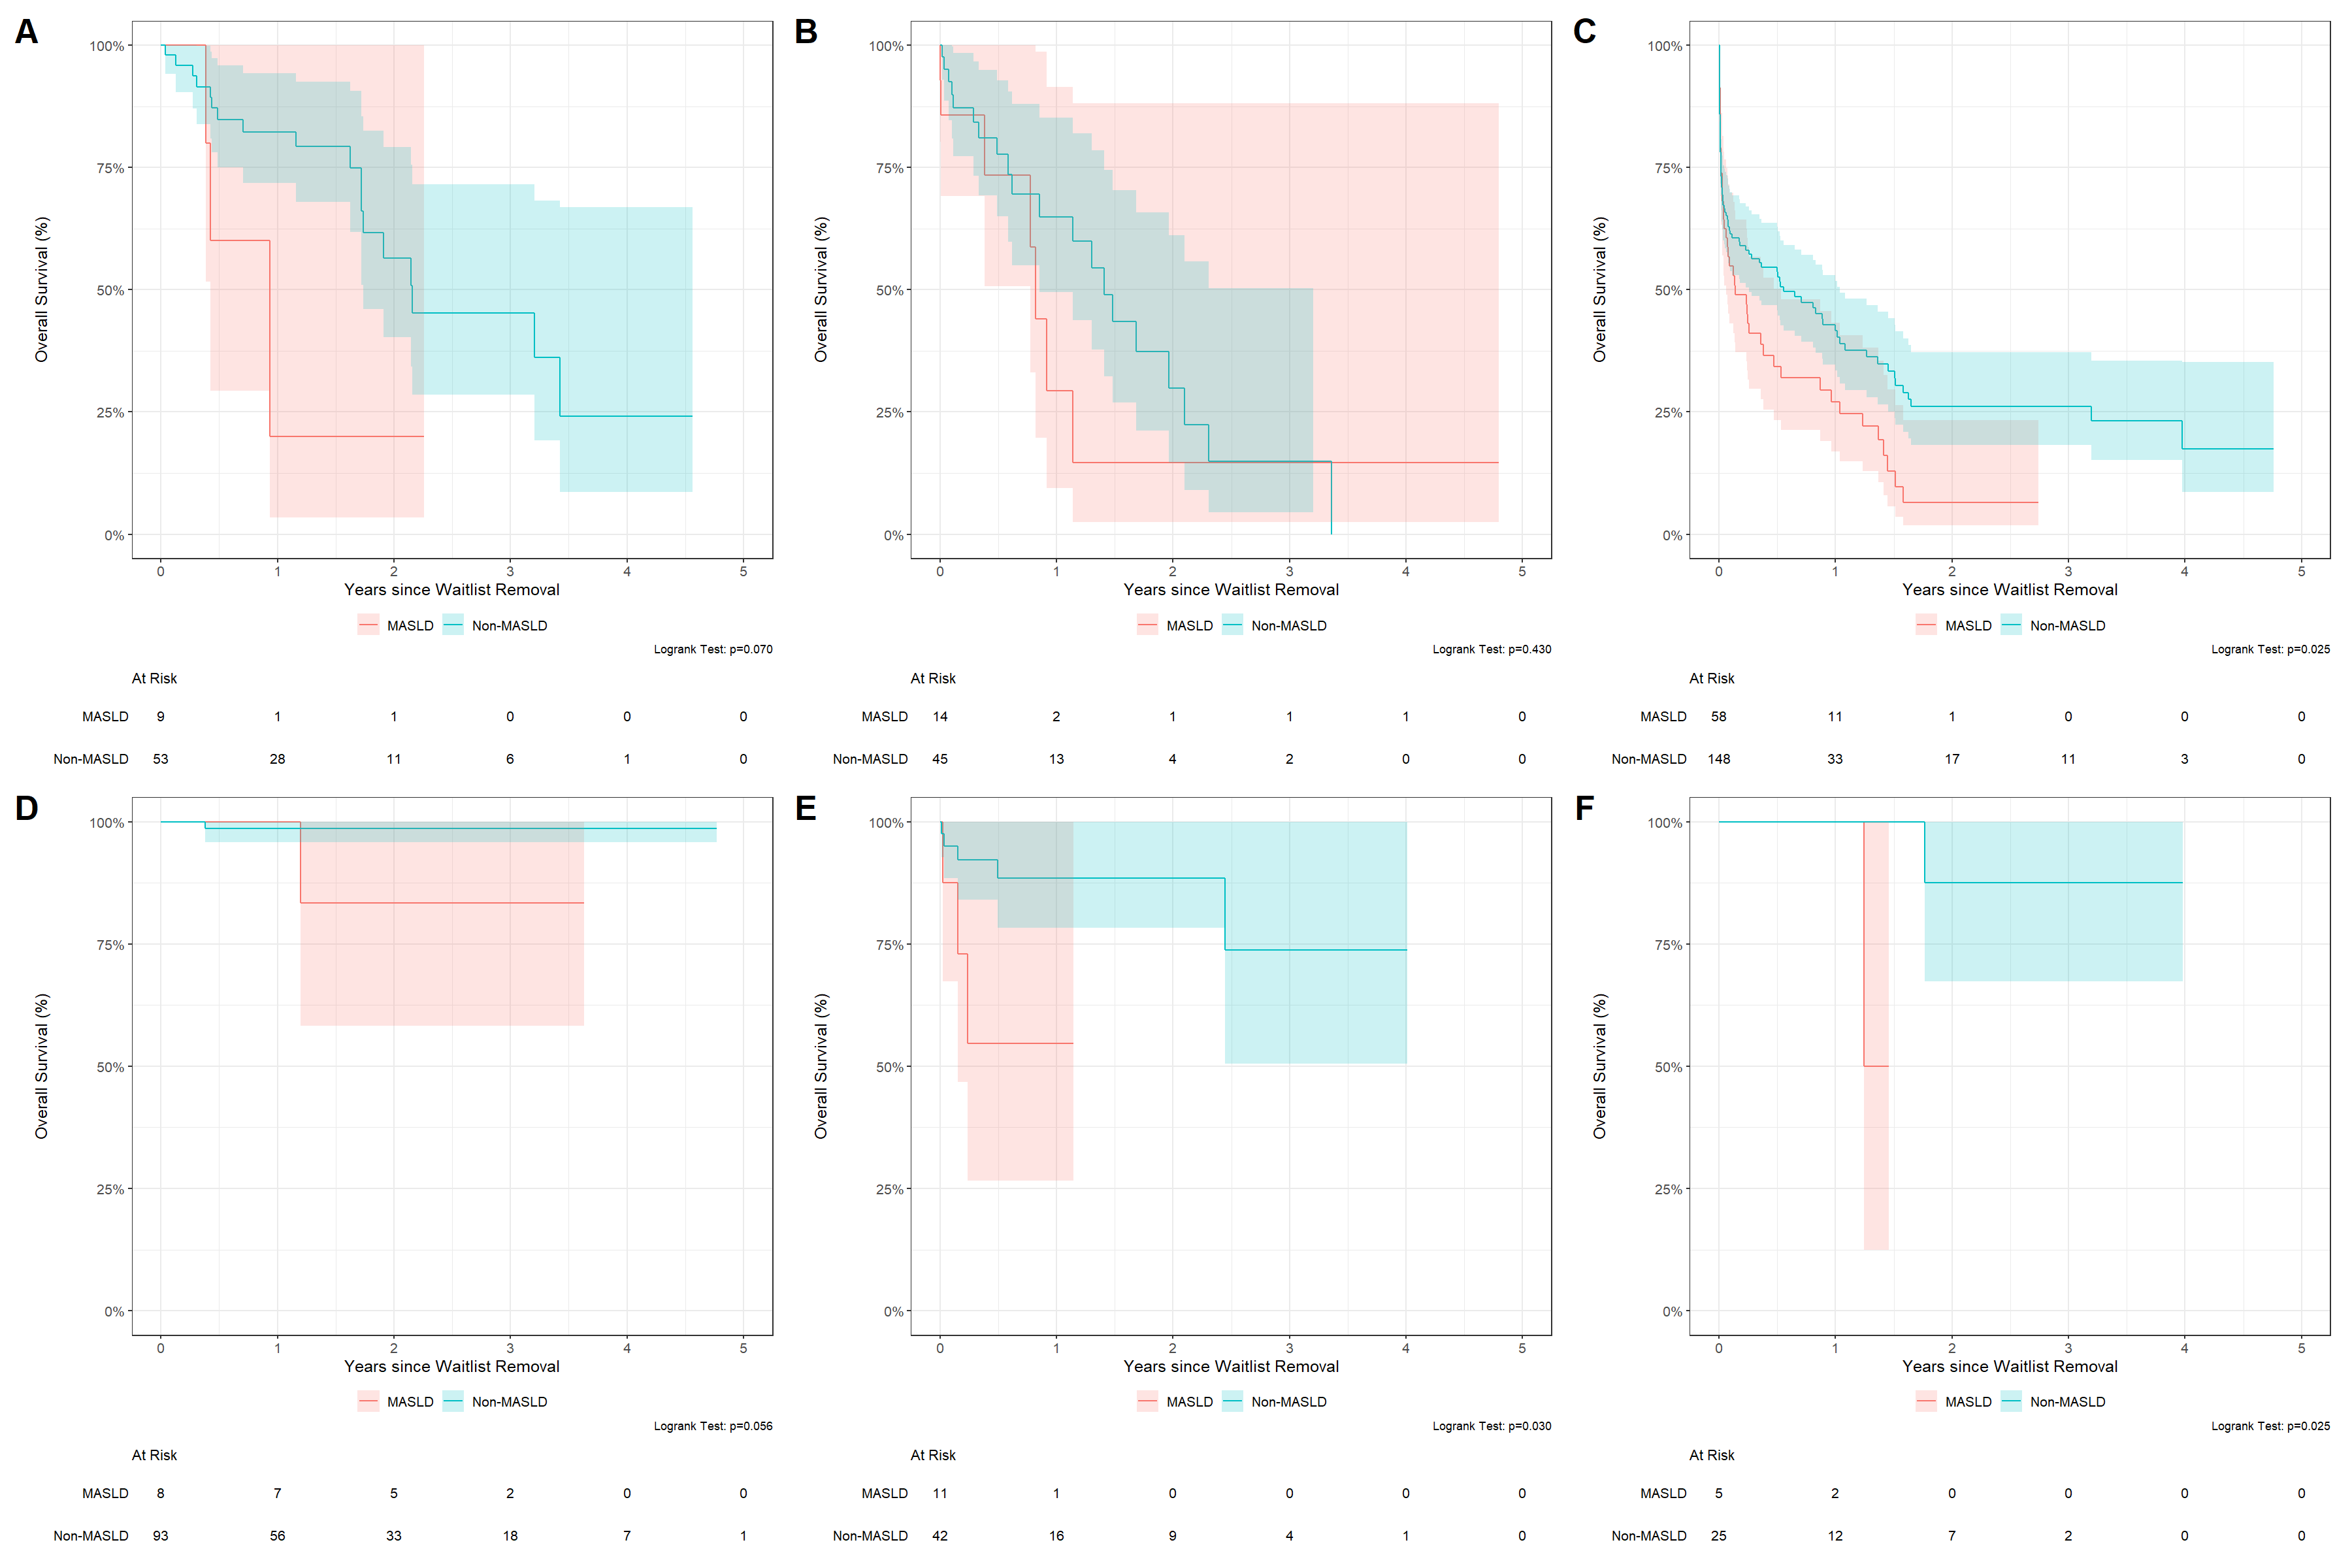 A
100%
75%
50%
25%
0%
Overall Survival (%)
0 1 2 3 4 5
Years since Waitlist Removal
MASLD Non-MASLD
Logrank Test: p=0.070
At Risk
MASLD 9 1 1 0 0 0
Non-MASLD 53 28 11 6 1 0
B
100%
75%
50%
25%
0%
Overall Survival (%)
0 1 2 3 4 5
Years since Waitlist Removal
MASLD Non-MASLD
Logrank Test: p=0.430
At Risk
MASLD 14 2 1 1 1 0
Non-MASLD 45 13 4 2 0 0
C
100%
75%
50%
25%
0%
Overall Survival (%)
0 1 2 3 4 5
Years since Waitlist Removal
MASLD Non-MASLD
Logrank Test: p=0.025
At Risk
MASLD 58 11 1 0 0 0
Non-MASLD 148 33 17 11 3 0
D
100%
75%
50%
25%
0%
Overall Survival (%)
0 1 2 3 4 5
Years since Waitlist Removal
MASLD Non-MASLD
Logrank Test: p=0.056
At Risk
MASLD 8 7 5 2 0 0
Non-MASLD 93 56 33 18 7 1
E
100%
75%
50%
25%
0%
Overall Survival (%)
0 1 2 3 4 5
Years since Waitlist Removal
MASLD Non-MASLD
Logrank Test: p=0.030
At Risk
MASLD 11 1 0 0 0 0
Non-MASLD 42 16 9 4 1 0
F
100%
75%
50%
25%
0%
Overall Survival (%)
0 1 2 3 4 5
Years since Waitlist Removal
MASLD Non-MASLD
Logrank Test: p=0.025
At Risk
MASLD 5 2 0 0 0 0
Non-MASLD 25 12 7 2 0 0